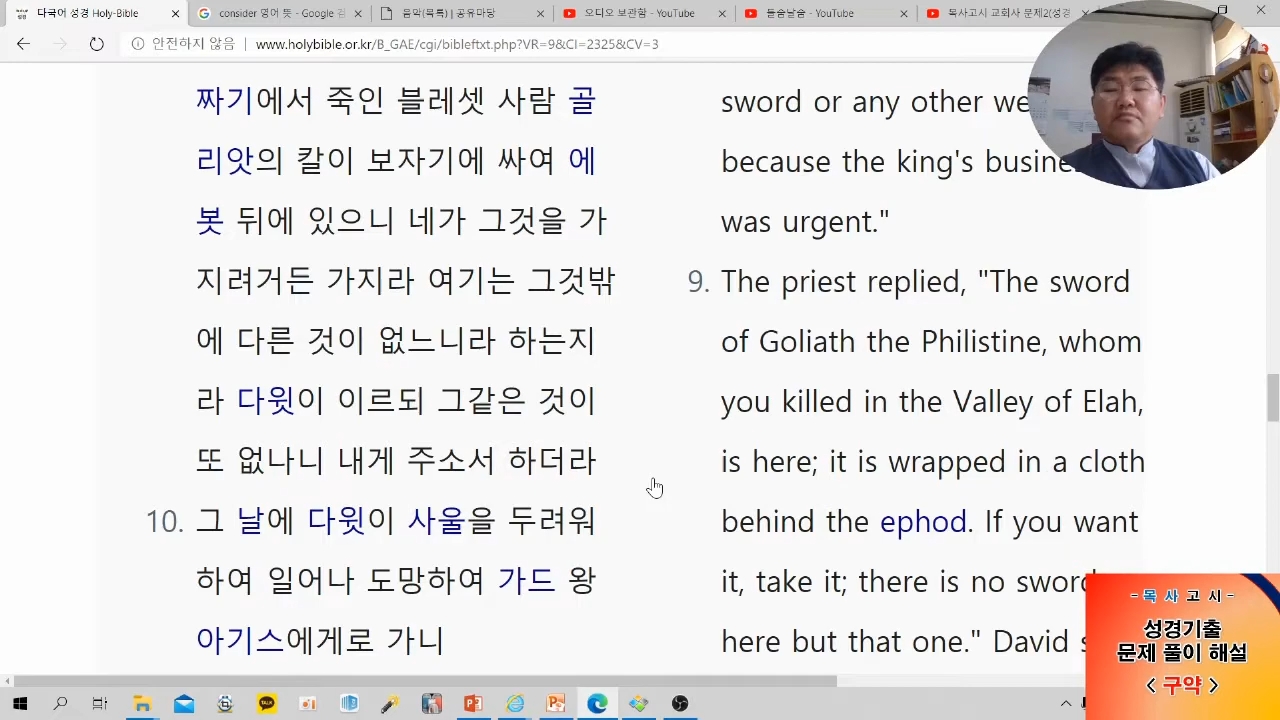 다국어 성경 Holy-Bible
consider 영어 뜻 - Google 검
음악(목록) | 공유마당
오디오 보관함 - YouTube
돌솜날솜 - YouTube
목사고시 교회사 문제2(성경
안전하지 않음
www.holybible.or.kr/B_GAE/cgi/bibleftxt.php?VR=9&CI=2325&CV=3
짜기에서 죽인 블레셋 사람 골
리앗의 칼이 보자기에 싸여 에
봇 뒤에 있으니 네가 그것을 가
지려거든 가지라 여기는 그것밖
에 다른 것이 없느니라 하는지
라 다윗이 이르되 그같은 것이
또 없나니 내게 주소서 하더라
10. 그 날에 다윗이 사울을 두려워
하여 일어나 도망하여 가드 왕
아기스에게로 가니
sword or any other we
because the king's busine
was urgent."
9. The priest replied, "The sword
of Goliath the Philistine, whom
you killed in the Valley of Elah,
is here; it is wrapped in a cloth
behind the ephod. If you want
it, take it; there is no sword
here but that one." David s
- 목 사 고 시 -
성경기출
문제 풀이 해설
< 구약 >